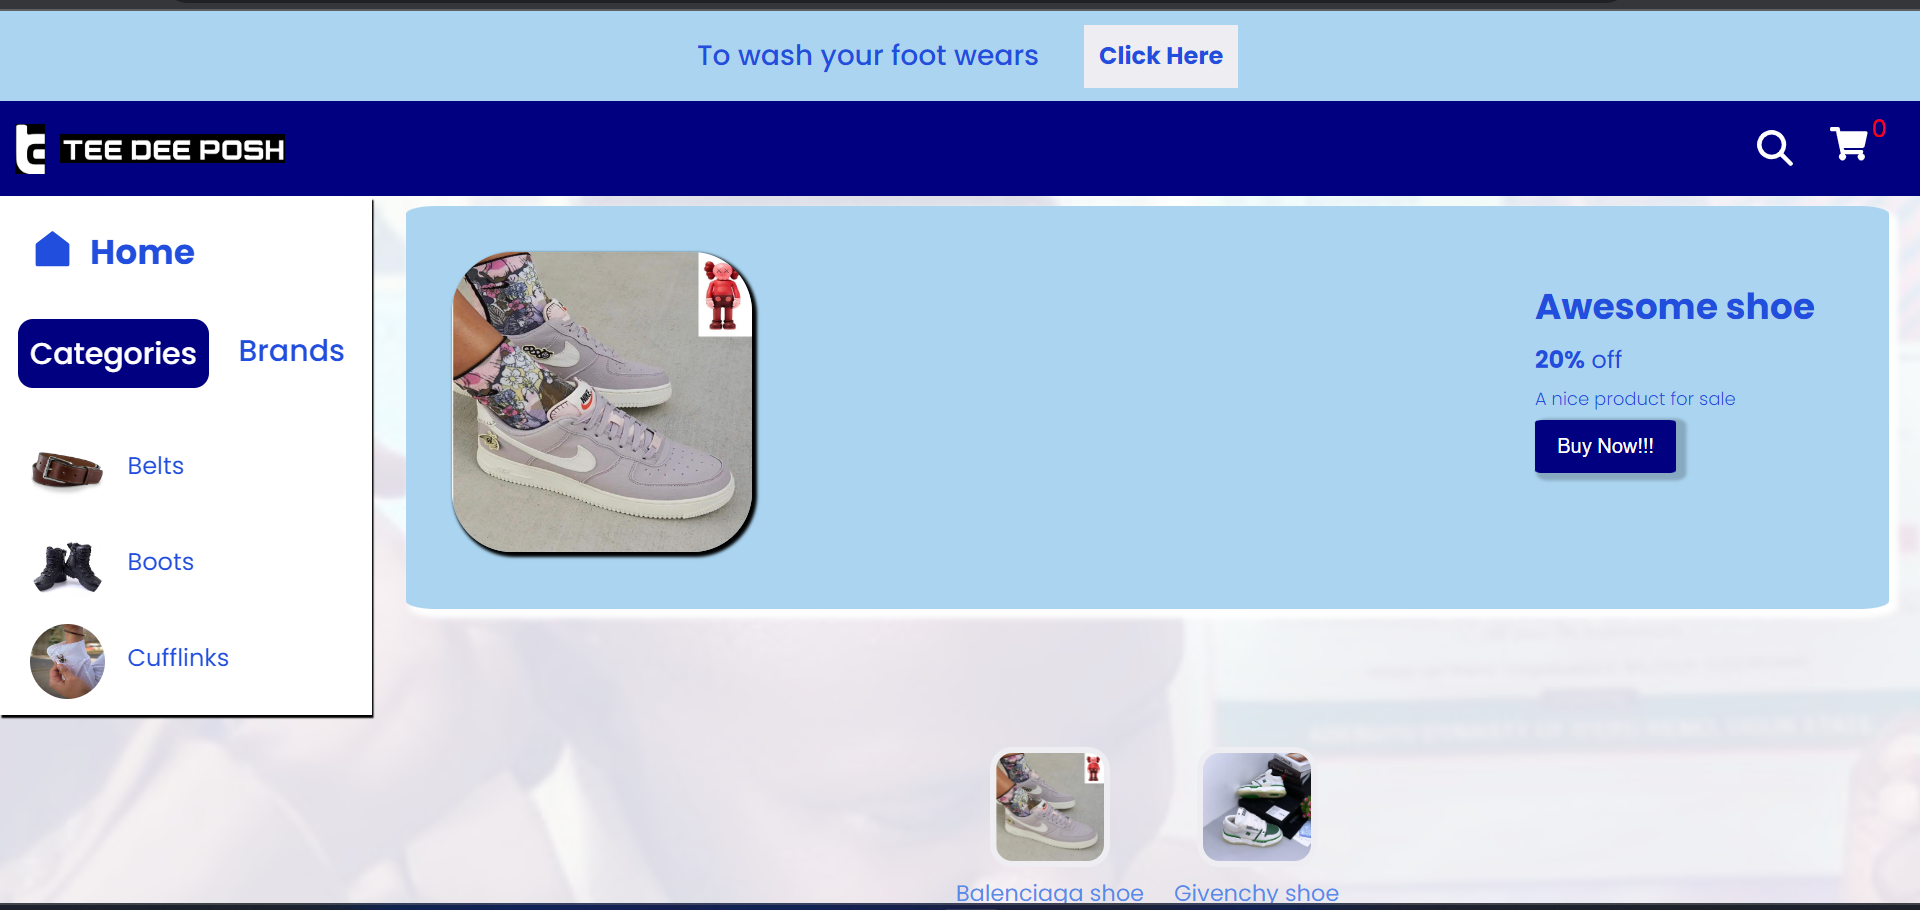 To wash your foot wears
Click Here
TEE DEE POSH
0
Home
Categories
Brands
Belts
Boots
Cufflinks
Awesome shoe
20% off
A nice product for sale
Buy Now!!!
Balenciaga shoe
Givenchy shoe